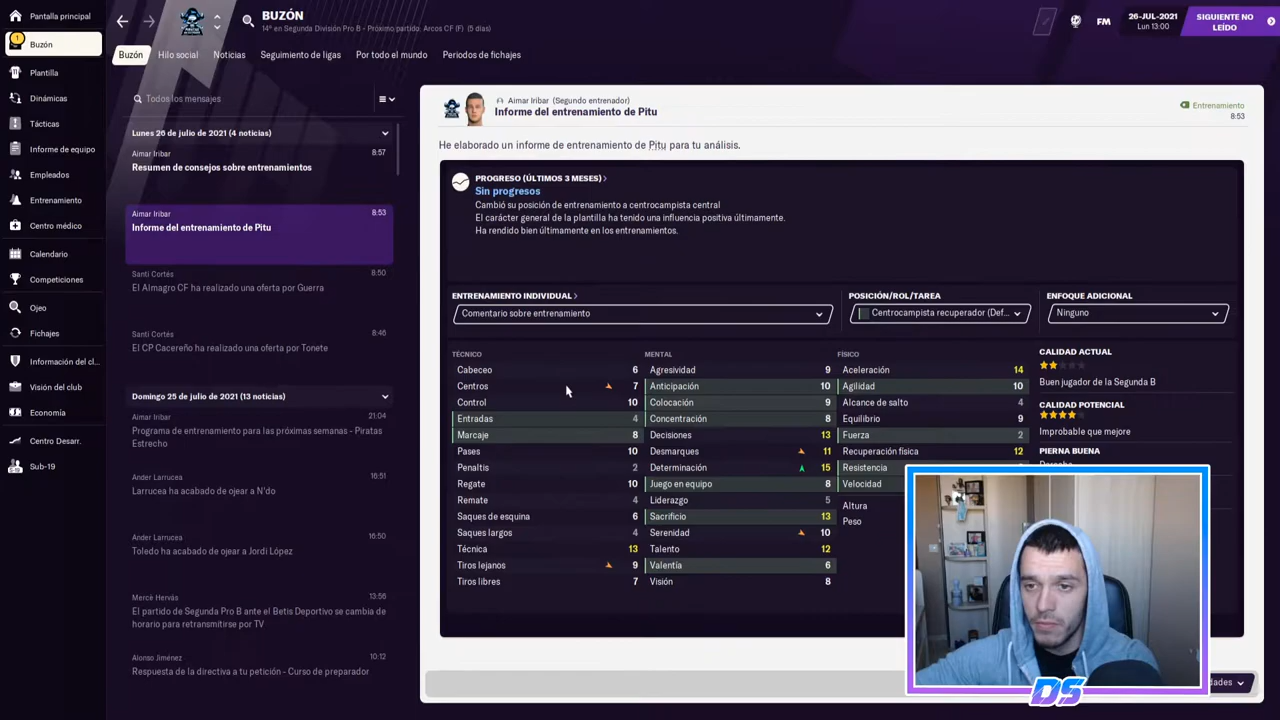 Pantalla principal
1
Buzón
Plantilla
Dinámicas
Tácticas
Informe de equipo
Empleados
Entrenamiento
Centro médico
Calendario
Competiciones
Ojeo
Fichajes
Información del cl...
Visión del club
Economía
Centro Desarr.
Sub-19
BUZÓN
14º en Segunda División Pro B - Próximo partido: Arcos CF (F) (5 días)
FM
26-JUL-2021
Lun 13:00
SIGUIENTE NO
LEÍDO
Buzón
Hilo social
Noticias
Seguimiento de ligas
Por todo el mundo
Periodos de fichajes
Todos los mensajes
Lunes 26 de julio de 2021 (4 noticias)
Aimar Iribar 8:57
Resumen de consejos sobre entrenamientos
Aimar Iribar 8:53
Informe del entrenamiento de Pitu
Santi Cortés 8:50
El Almagro CF ha realizado una oferta por Guerra
Santi Cortés 8:46
El CP Cacereño ha realizado una oferta por Tonete
Domingo 25 de julio de 2021 (13 noticias)
Aimar Iribar 21:04
Programa de entrenamiento para las próximas semanas - Piratas
Estrecho
Ander Larrucea 16:51
Larrucea ha acabado de ojear a N'do
Ander Larrucea 16:50
Toledo ha acabado de ojear a Jordi López
Mercè Hervás 13:56
El partido de Segunda Pro B ante el Betis Deportivo se cambia de
horario para retransmitirse por TV
Alonso Jiménez 10:12
Respuesta de la directiva a tu petición - Curso de preparador
Aimar Iribar (Segundo entrenador)
Informe del entrenamiento de Pitu
Entrenamiento
8:53
He elaborado un informe de entrenamiento de Pitu para tu análisis.
PROGRESO (ÚLTIMOS 3 MESES)
Sin progresos
Cambió su posición de entrenamiento a centrocampista central
El carácter general de la plantilla ha tenido una influencia positiva últimamente.
Ha rendido bien últimamente en los entrenamientos.
ENTRENAMIENTO INDIVIDUAL
Comentario sobre entrenamiento
POSICIÓN/ROL/TAREA
Centrocampista recuperador (Def...
ENFOQUE ADICIONAL
Ninguno
TÉCNICO
Cabeceo 6
Centros 7
Control 10
Entradas 4
Marcaje 8
Pases 10
Penaltis 2
Regate 10
Remate 4
Saques de esquina 6
Saques largos 4
Técnica 13
Tiros lejanos 9
Tiros libres 7
MENTAL
Agresividad 9
Anticipación 10
Colocación 9
Concentración 8
Decisiones 13
Desmarques 11
Determinación 15
Juego en equipo 8
Liderazgo 5
Sacrificio 13
Serenidad 10
Talento 12
Valentía 6
Visión 8
FÍSICO
Aceleración 14
Agilidad 10
Alcance de salto 4
Equilibrio 9
Fuerza 2
Recuperación física 12
Resistencia
Velocidad
Altura
Peso
CALIDAD ACTUAL
Buen jugador de la Segunda B
CALIDAD POTENCIAL
Improbable que mejore
PIERNA BUENA
DS